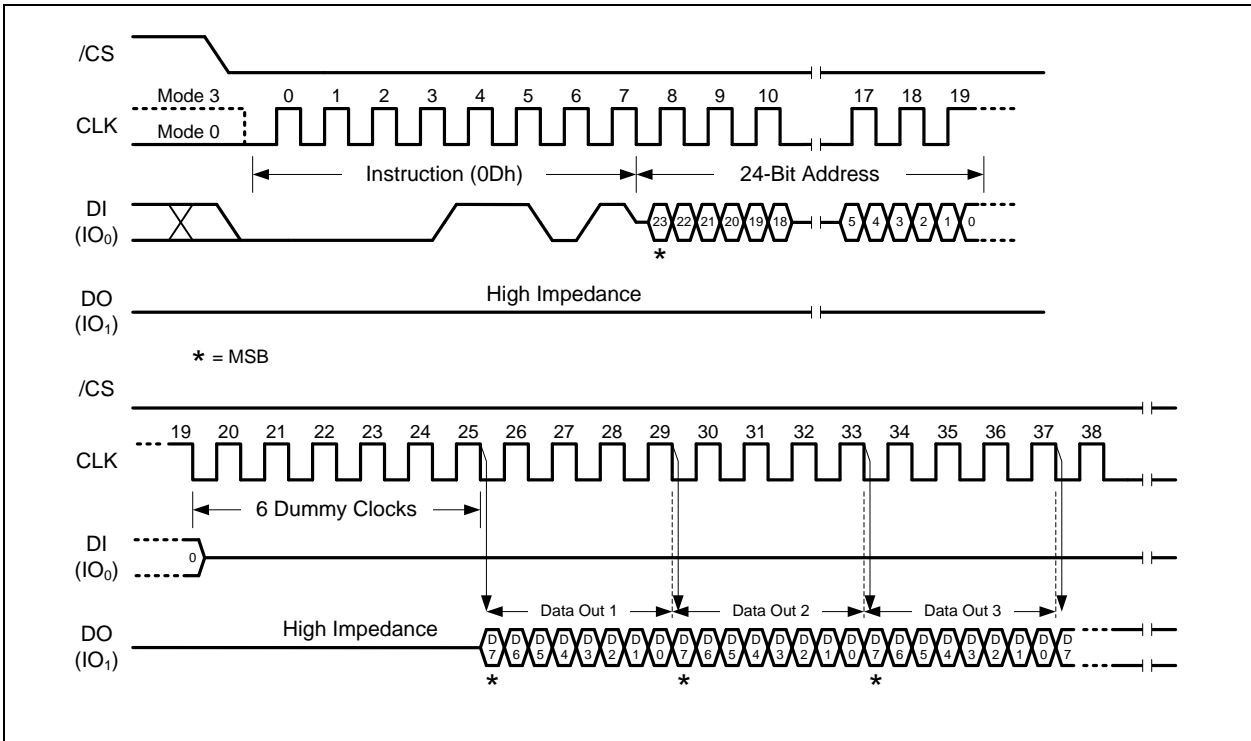 /CS
Mode 3 0 1 2 3 4 5 6 7 8 9 10 17 18 19
CLK Mode 0
Instruction (0Dh) 24-Bit Address
DI
(IO₀) 23 22 21 20 19 18 5 4 3 2 1 0
*
High Impedance
DO
(IO₁)
* = MSB
/CS
19 20 21 22 23 24 25 26 27 28 29 30 31 32 33 34 35 36 37 38
CLK
6 Dummy Clocks
DI
(IO₀) 0
Data Out 1 Data Out 2 Data Out 3
DO
(IO₁) High Impedance D7 D6 D5 D4 D3 D2 D1 D0 D7 D6 D5 D4 D3 D2 D1 D0 D7 D6 D5 D4 D3 D2 D1 D0 D7
* * *